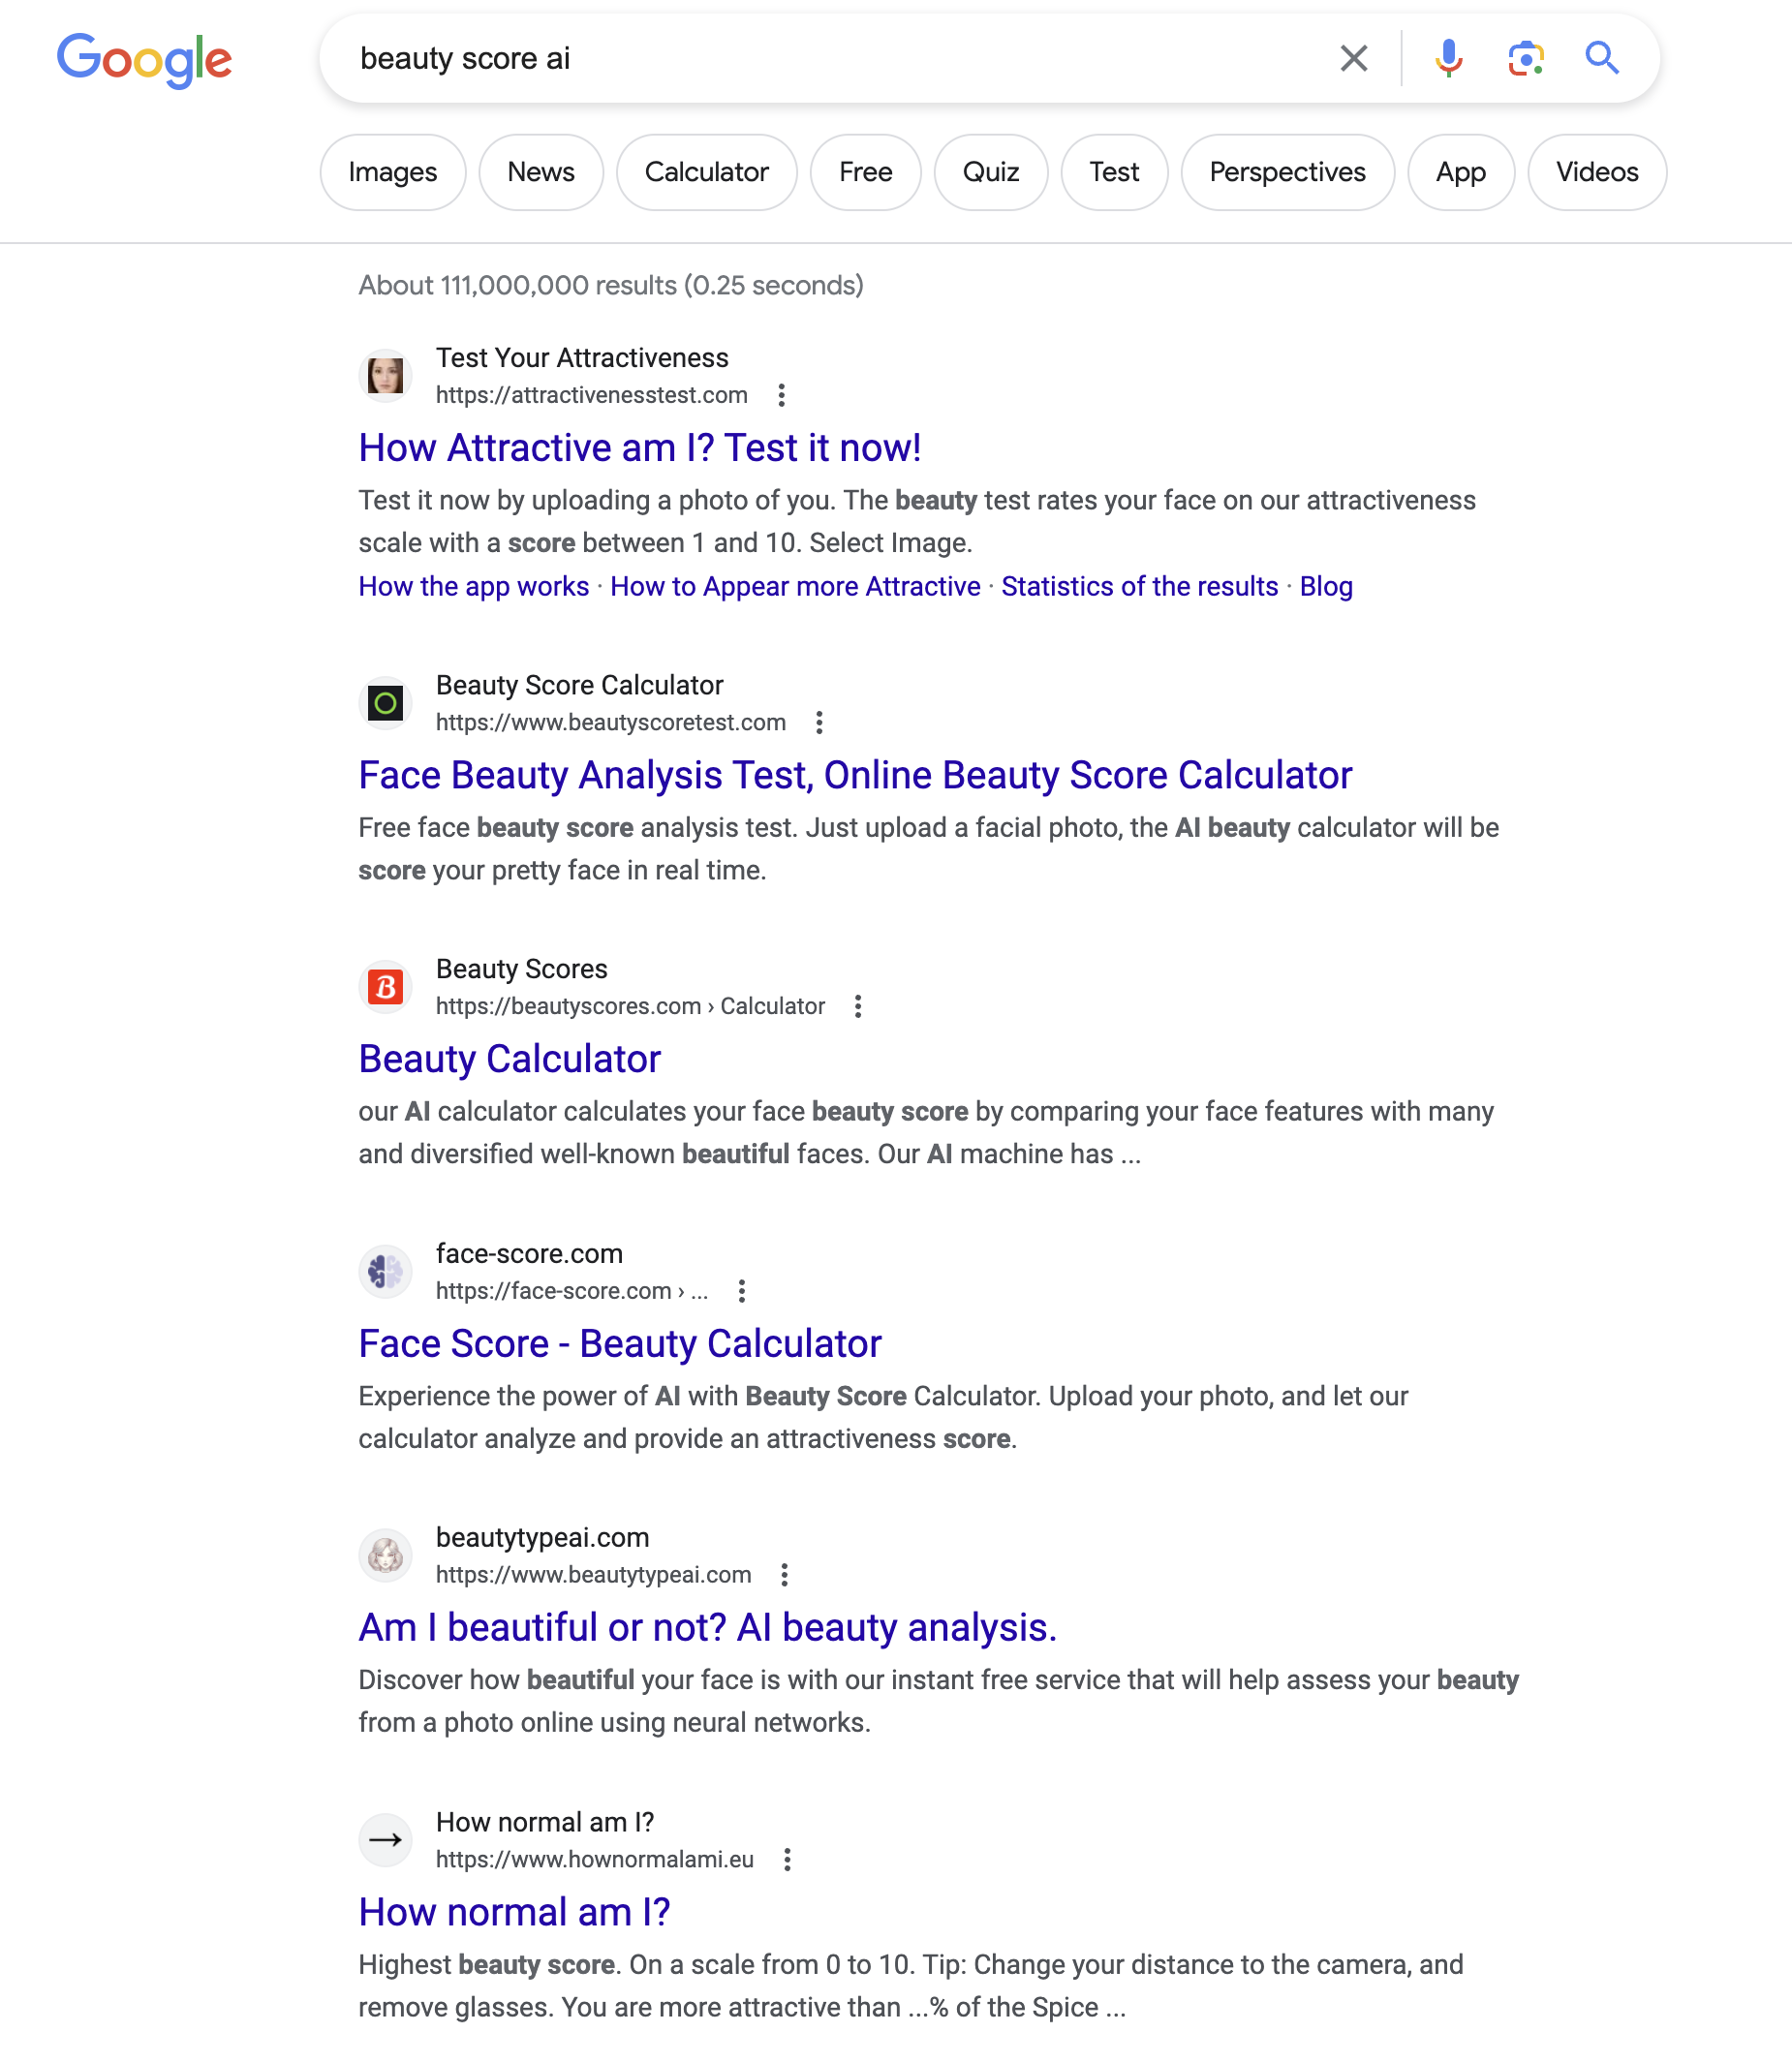 Google
beauty score ai
Images News Calculator Free Quiz Test Perspectives App Videos
About 111,000,000 results (0.25 seconds)
Test Your Attractiveness
https://attractivenesstest.com
How Attractive am I? Test it now!
Test it now by uploading a photo of you. The beauty test rates your face on our attractiveness
scale with a score between 1 and 10. Select Image.
How the app works · How to Appear more Attractive · Statistics of the results · Blog
Beauty Score Calculator
https://www.beautyscoretest.com
Face Beauty Analysis Test, Online Beauty Score Calculator
Free face beauty score analysis test. Just upload a facial photo, the AI beauty calculator will be
score your pretty face in real time.
B
Beauty Scores
https://beautyscores.com › Calculator
Beauty Calculator
our AI calculator calculates your face beauty score by comparing your face features with many
and diversified well-known beautiful faces. Our AI machine has ...
face-score.com
https://face-score.com › ...
Face Score - Beauty Calculator
Experience the power of AI with Beauty Score Calculator. Upload your photo, and let our
calculator analyze and provide an attractiveness score.
beautytypeai.com
https://www.beautytypeai.com
Am I beautiful or not? AI beauty analysis.
Discover how beautiful your face is with our instant free service that will help assess your beauty
from a photo online using neural networks.
How normal am I?
https://www.hownormalami.eu
How normal am I?
Highest beauty score. On a scale from 0 to 10. Tip: Change your distance to the camera, and
remove glasses. You are more attractive than ...% of the Spice ...